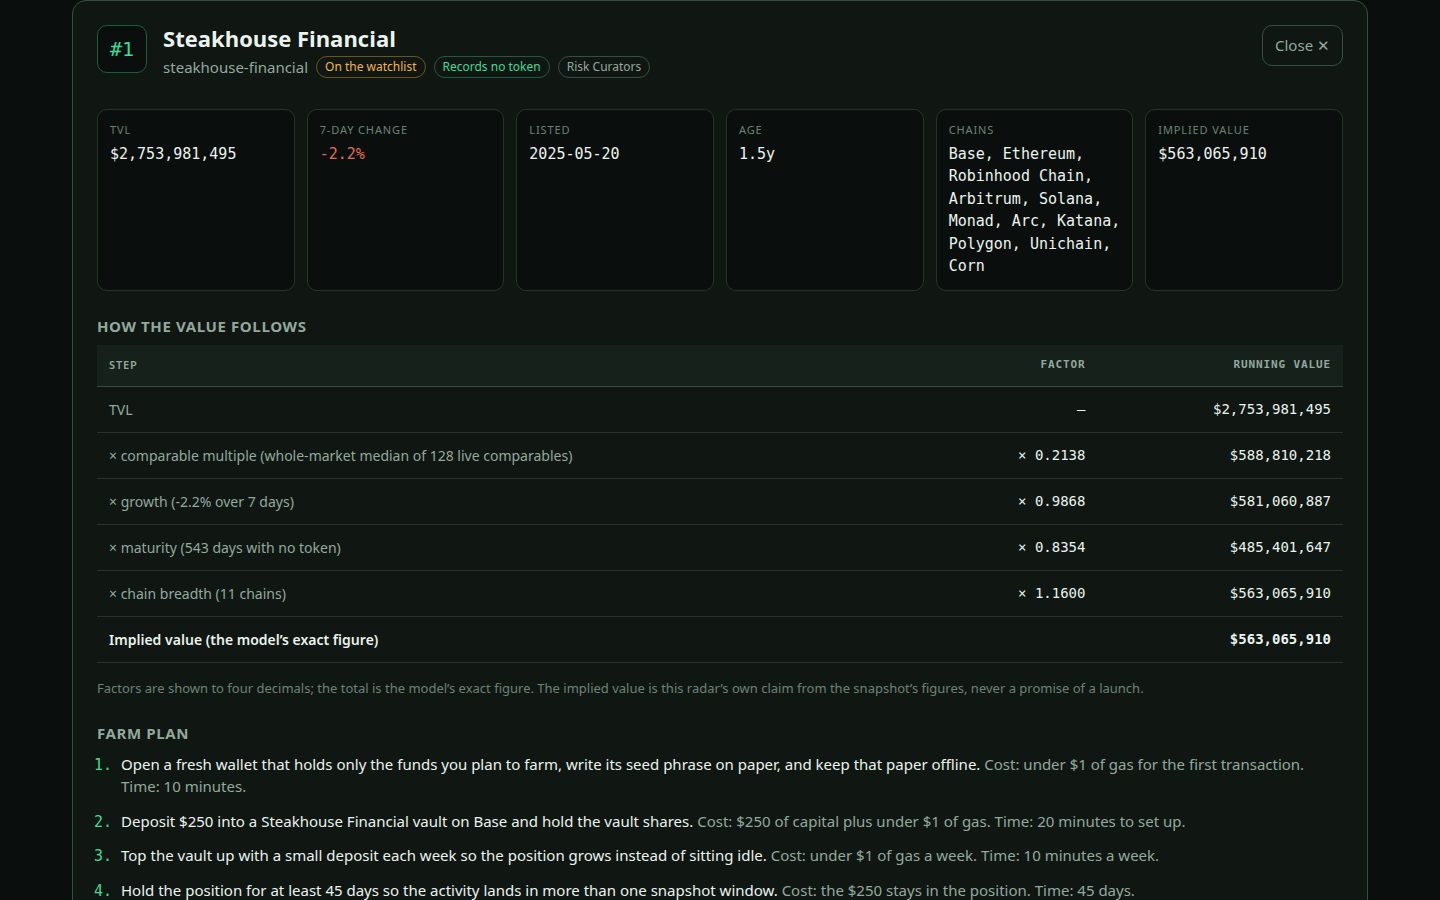 #1
Steakhouse Financial
steakhouse-financial On the watchlist Records no token Risk Curators
Close ✕
TVL
$2,753,981,495
7-DAY CHANGE
-2.2%
LISTED
2025-05-20
AGE
1.5y
CHAINS
Base, Ethereum,
Robinhood Chain,
Arbitrum, Solana,
Monad, Arc, Katana,
Polygon, Unichain,
Corn
IMPLIED VALUE
$563,065,910
HOW THE VALUE FOLLOWS
STEP FACTOR RUNNING VALUE
TVL — $2,753,981,495
× comparable multiple (whole-market median of 128 live comparables) × 0.2138 $588,810,218
× growth (-2.2% over 7 days) × 0.9868 $581,060,887
× maturity (543 days with no token) × 0.8354 $485,401,647
× chain breadth (11 chains) × 1.1600 $563,065,910
Implied value (the model’s exact figure) $563,065,910
Factors are shown to four decimals; the total is the model’s exact figure. The implied value is this radar’s own claim from the snapshot’s figures, never a promise of a launch.
FARM PLAN
1. Open a fresh wallet that holds only the funds you plan to farm, write its seed phrase on paper, and keep that paper offline. Cost: under $1 of gas for the first transaction.
Time: 10 minutes.
2. Deposit $250 into a Steakhouse Financial vault on Base and hold the vault shares. Cost: $250 of capital plus under $1 of gas. Time: 20 minutes to set up.
3. Top the vault up with a small deposit each week so the position grows instead of sitting idle. Cost: under $1 of gas a week. Time: 10 minutes a week.
4. Hold the position for at least 45 days so the activity lands in more than one snapshot window. Cost: the $250 stays in the position. Time: 45 days.